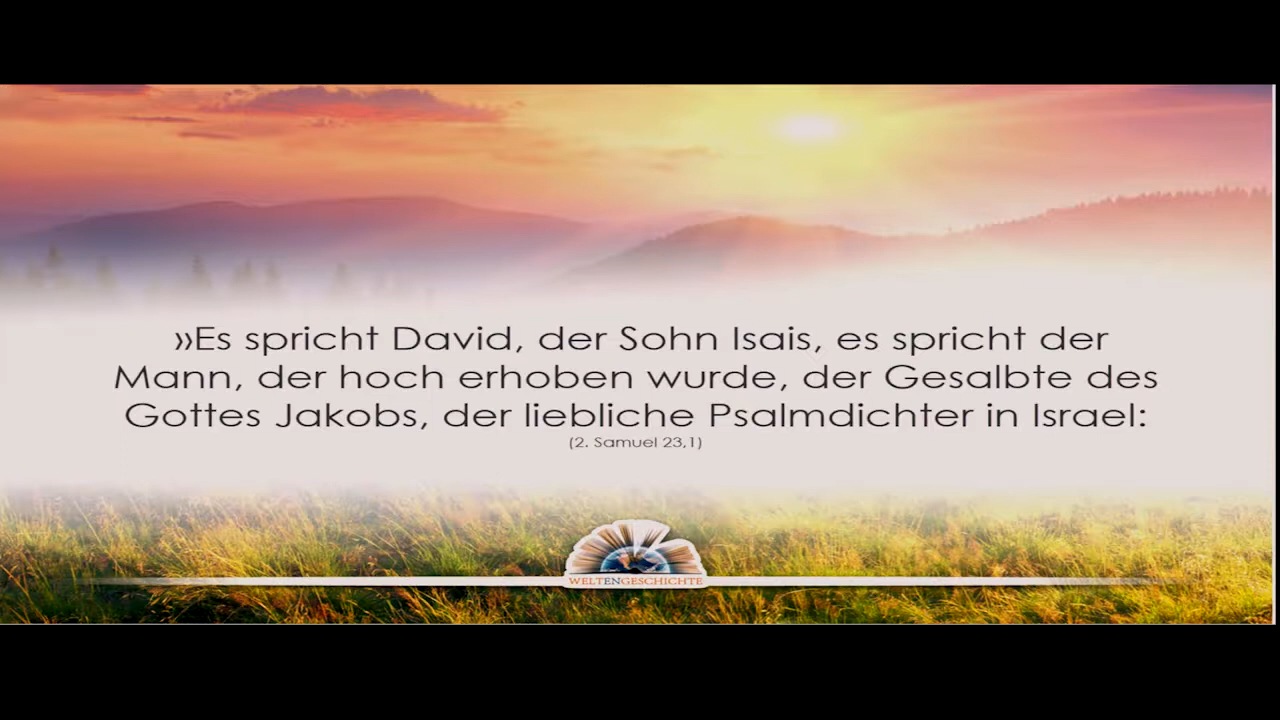 »Es spricht David, der Sohn Isais, es spricht der
Mann, der hoch erhoben wurde, der Gesalbte des
Gottes Jakobs, der liebliche Psalmdichter in Israel:
(2. Samuel 23,1)
WELTENGESCHICHTE